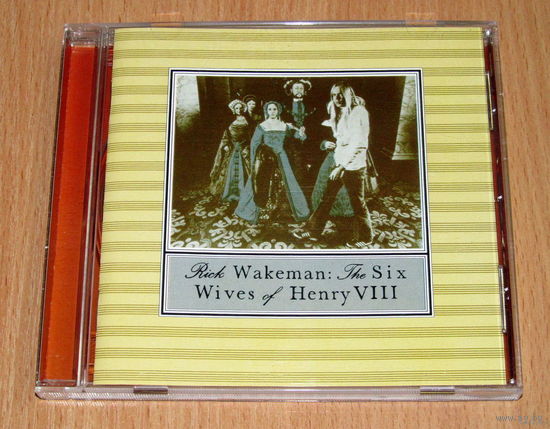 Rick Wakeman: The Six
Wives of Henry VIII